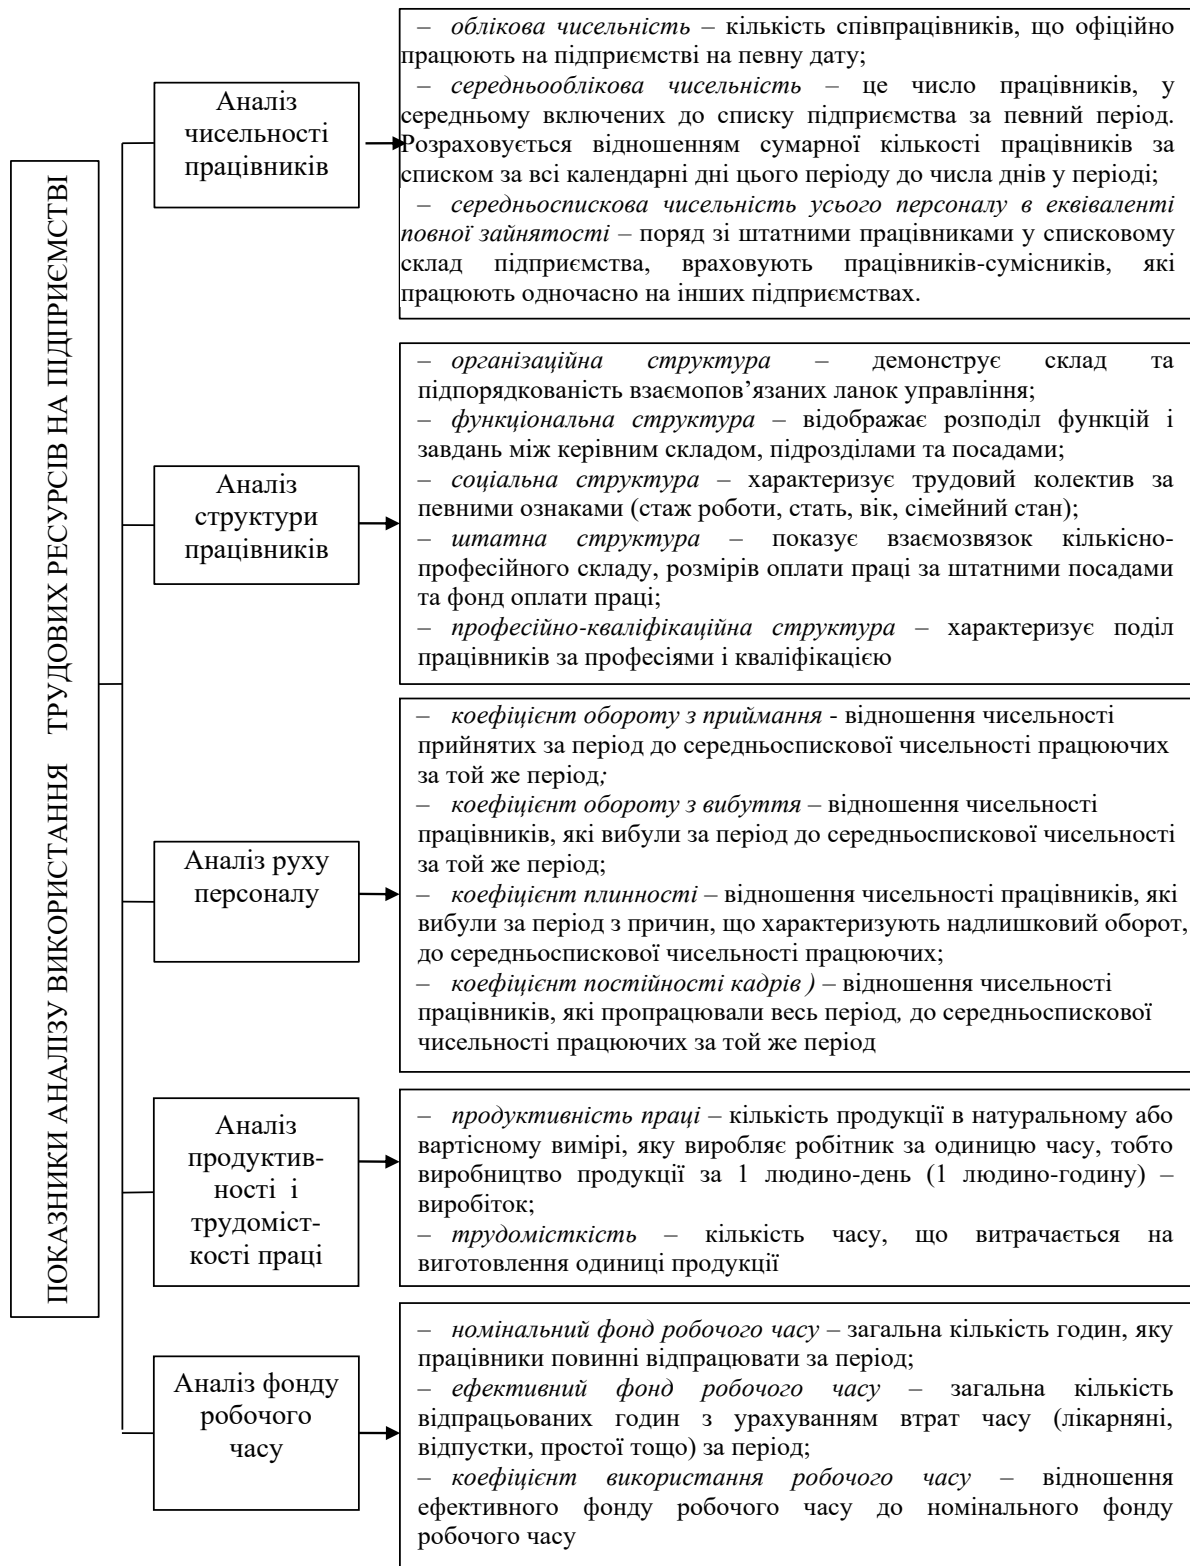 ПОКАЗНИКИ АНАЛІЗУ ВИКОРИСТАННЯ ТРУДОВИХ РЕСУРСІВ НА ПІДПРИЄМСТВІ
Аналіз
чисельності
працівників
– облікова чисельність – кількість співпрацівників, що офіційно
працюють на підприємстві на певну дату;
– середньооблікова чисельність – це число працівників, у
середньому включених до списку підприємства за певний період.
Розраховується відношенням сумарної кількості працівників за
списком за всі календарні дні цього періоду до числа днів у періоді;
– середньоспискова чисельність усього персоналу в еквіваленті
повної зайнятості – поряд зі штатними працівниками у списковому
склад підприємства, враховують працівників-сумісників, які
працюють одночасно на інших підприємствах.
Аналіз
структури
працівників
– організаційна структура – демонструє склад та
підпорядкованість взаємопов’язаних ланок управління;
– функціональна структура – відображає розподіл функцій і
завдань між керівним складом, підрозділами та посадами;
– соціальна структура – характеризує трудовий колектив за
певними ознаками (стаж роботи, стать, вік, сімейний стан);
– штатна структура – показує взаємозвязок кількісно-
професійного складу, розмірів оплати праці за штатними посадами
та фонд оплати праці;
– професійно-кваліфікаційна структура – характеризує поділ
працівників за професіями і кваліфікацією
Аналіз руху
персоналу
– коефіцієнт обороту з приймання - відношення чисельності
прийнятих за період до середньоспискової чисельності працюючих
за той же період;
– коефіцієнт обороту з вибуття – відношення чисельності
працівників, які вибули за період до середньоспискової чисельності
за той же період;
– коефіцієнт плинності – відношення чисельності працівників, які
вибули за період з причин, що характеризують надлишковий оборот,
до середньоспискової чисельності працюючих;
– коефіцієнт постійності кадрів ) – відношення чисельності
працівників, які пропрацювали весь період, до середньоспискової
чисельності працюючих за той же період
Аналіз
продуктив-
ності і
трудоміст-
кості праці
– продуктивність праці – кількість продукції в натуральному або
вартісному вимірі, яку виробляє робітник за одиницю часу, тобто
виробництво продукції за 1 людино-день (1 людино-годину) –
виробіток;
– трудомісткість – кількість часу, що витрачається на
виготовлення одиниці продукції
Аналіз фонду
робочого
часу
– номінальний фонд робочого часу – загальна кількість годин, яку
працівники повинні відпрацювати за період;
– ефективний фонд робочого часу – загальна кількість
відпрацьованих годин з урахуванням втрат часу (лікарняні,
відпустки, простої тощо) за період;
– коефіцієнт використання робочого часу – відношення
ефективного фонду робочого часу до номінального фонду
робочого часу